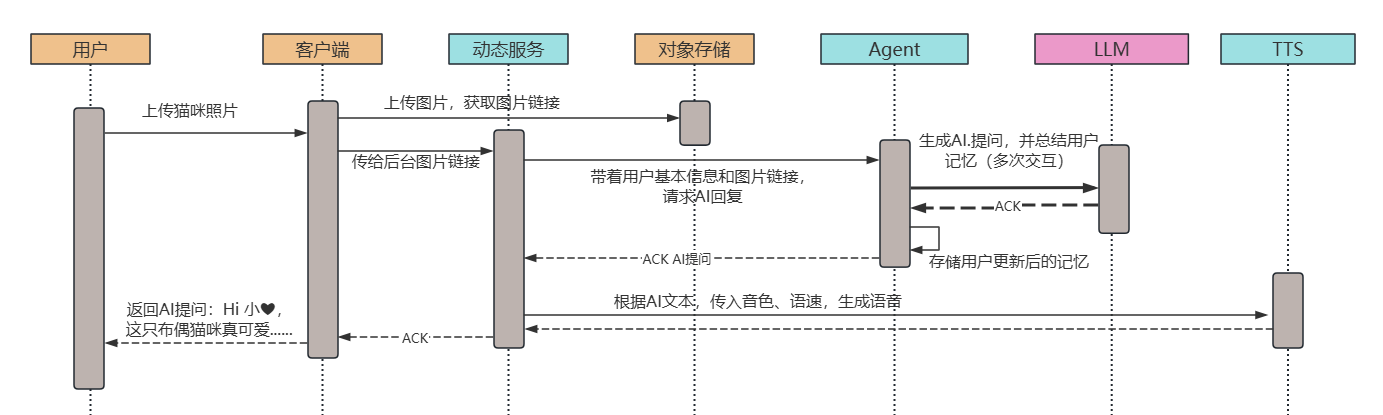 用户
客户端
动态服务
对象存储
Agent
LLM
TTS
上传猫咪照片
上传图片，获取图片链接
传给后台图片链接
带着用户基本信息和图片链接，
请求AI回复
生成AI.提问，并总结用户
记忆（多次交互）
ACK
存储用户更新后的记忆
ACK AI提问
根据AI文本，传入音色、语速，生成语音
ACK
返回AI提问：Hi 小🖤，
这只布偶猫咪真可爱......